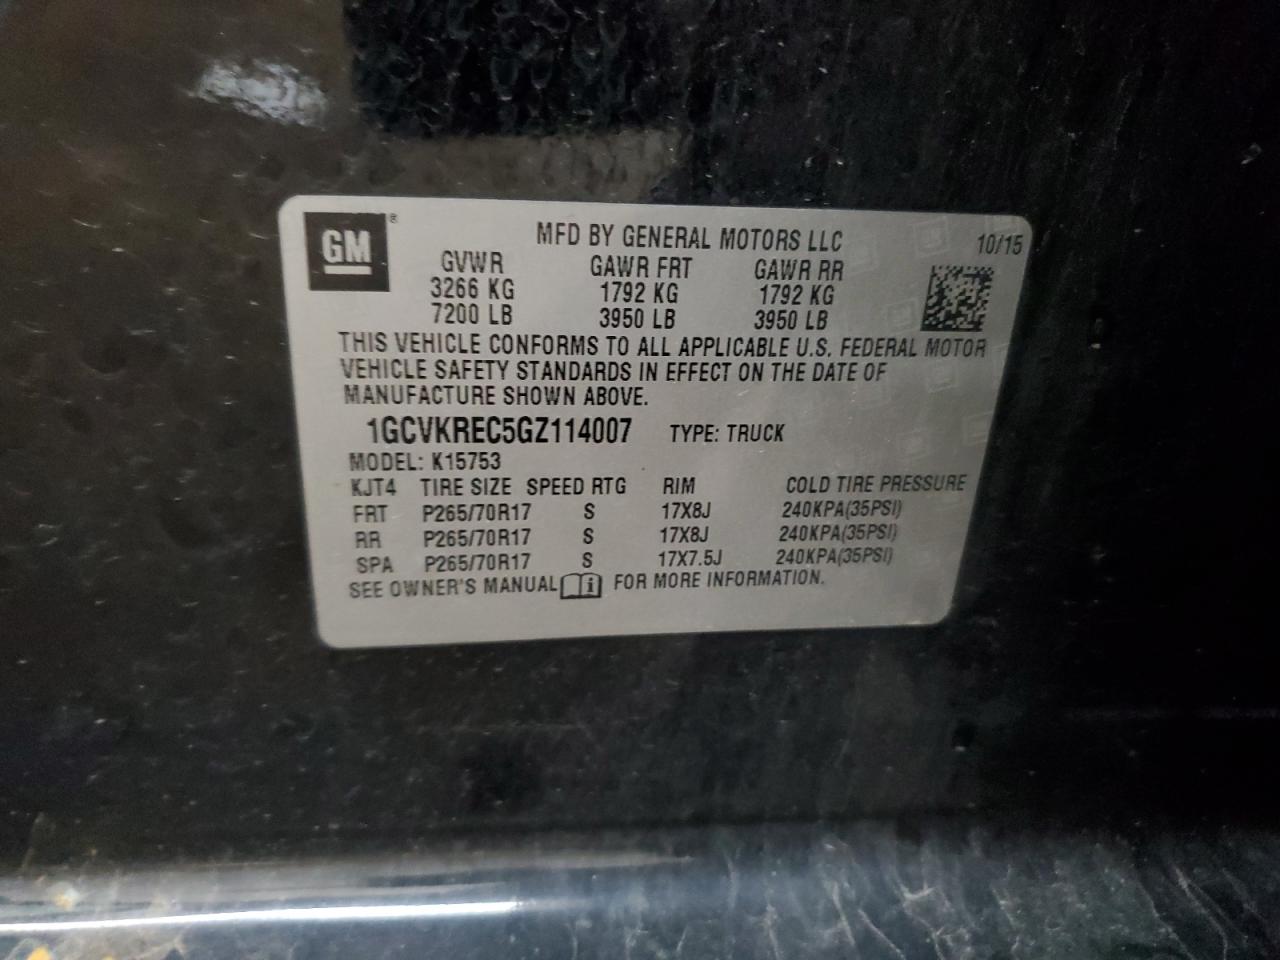 GM ®
MFD BY GENERAL MOTORS LLC 10/15
GVWR GAWR FRT GAWR RR
3266 KG 1792 KG 1792 KG
7200 LB 3950 LB 3950 LB
THIS VEHICLE CONFORMS TO ALL APPLICABLE U.S. FEDERAL MOTOR
VEHICLE SAFETY STANDARDS IN EFFECT ON THE DATE OF
MANUFACTURE SHOWN ABOVE.
1GCVKREC5GZ114007 TYPE: TRUCK
MODEL: K15753
KJT4 TIRE SIZE SPEED RTG RIM COLD TIRE PRESSURE
FRT P265/70R17 S 17X8J 240KPA(35PSI)
RR P265/70R17 S 17X8J 240KPA(35PSI)
SPA P265/70R17 S 17X7.5J 240KPA(35PSI)
SEE OWNER'S MANUAL i FOR MORE INFORMATION.